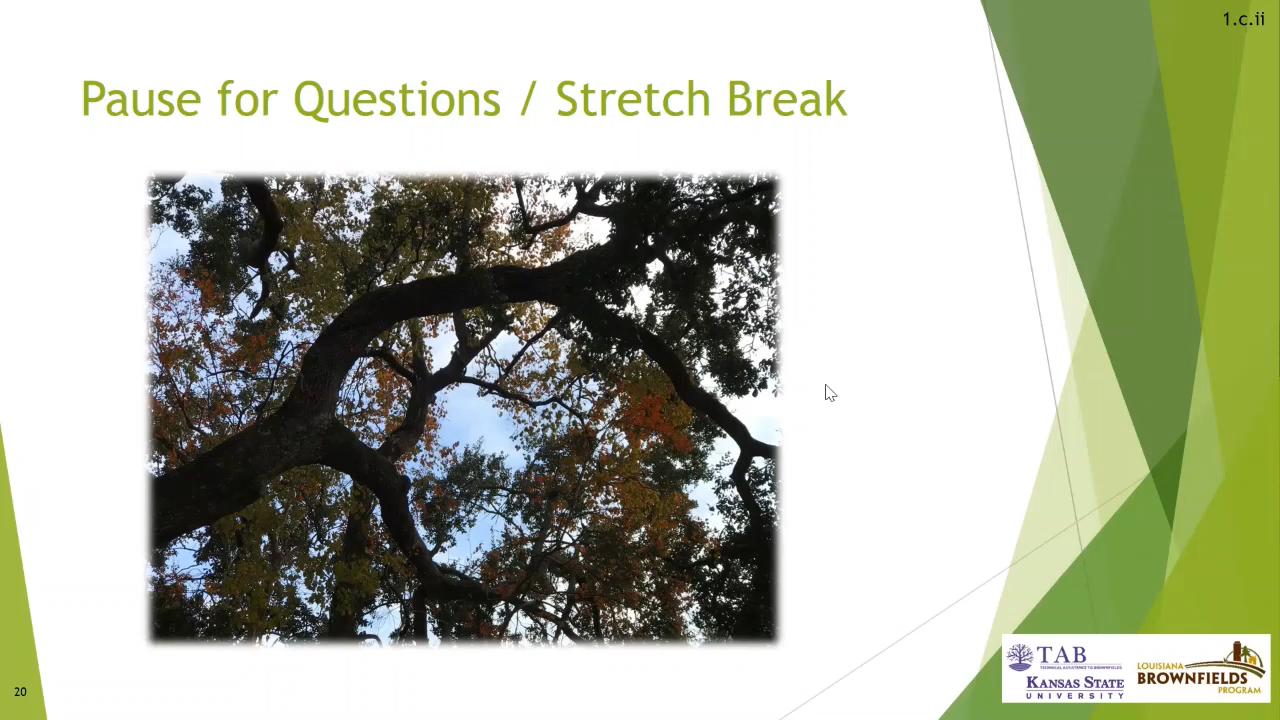 1.c.ii
Pause for Questions / Stretch Break
20
TAB
TECHNICAL ASSISTANCE TO BROWNFIELDS
KANSAS STATE
UNIVERSITY
LOUISIANA
BROWNFIELDS
PROGRAM